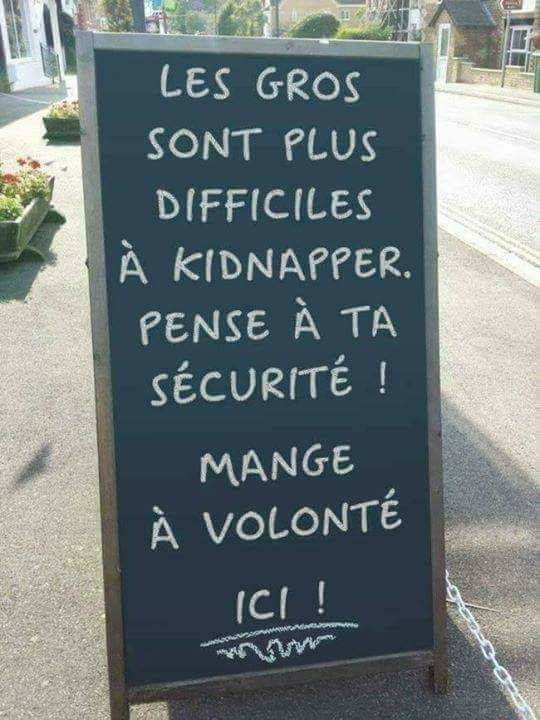 LES GROS
SONT PLUS
DIFFICILES
À KIDNAPPER.
PENSE À TA
SÉCURITÉ !
MANGE
À VOLONTÉ
ICI !